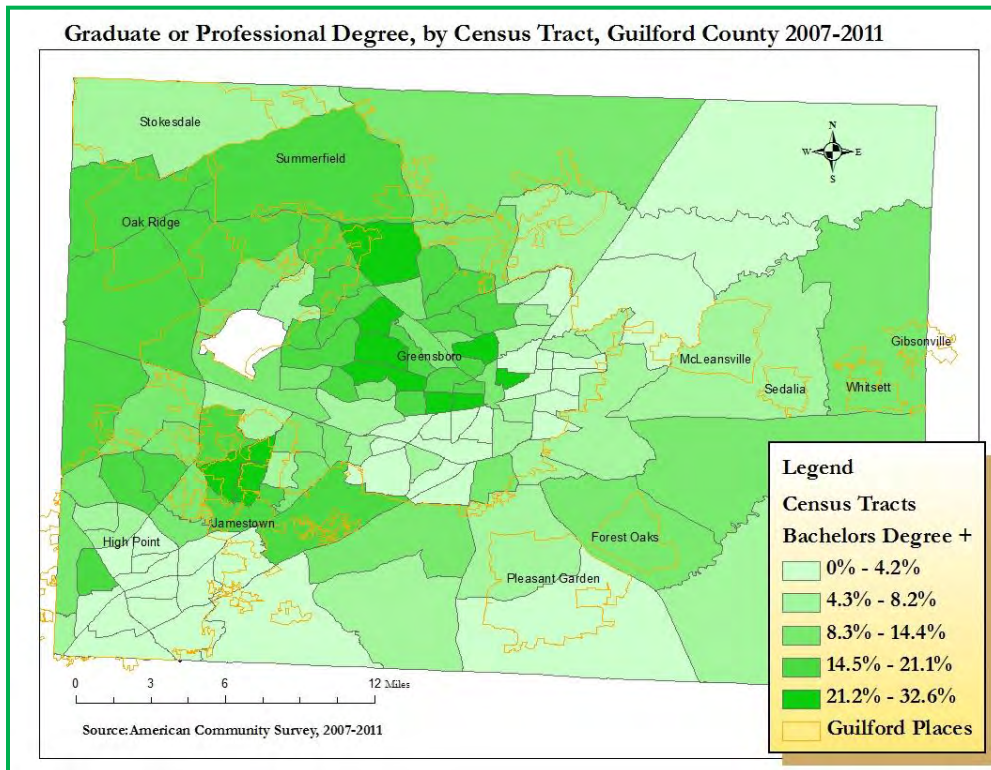 Graduate or Professional Degree, by Census Tract, Guilford County 2007-2011
Stokesdale
N
W E
S
Summerfield
Oak Ridge
Gibsonville
Greensboro
McLeansville
Sedalia
Whitsett
Legend
Census Tracts
Bachelors Degree +
0% - 4.2%
4.3% - 8.2%
8.3% - 14.4%
14.5% - 21.1%
21.2% - 32.6%
Guilford Places
Jamestown
High Point
Forest Oaks
Pleasant Garden
0 3 6 12 Miles
Source: American Community Survey, 2007-2011